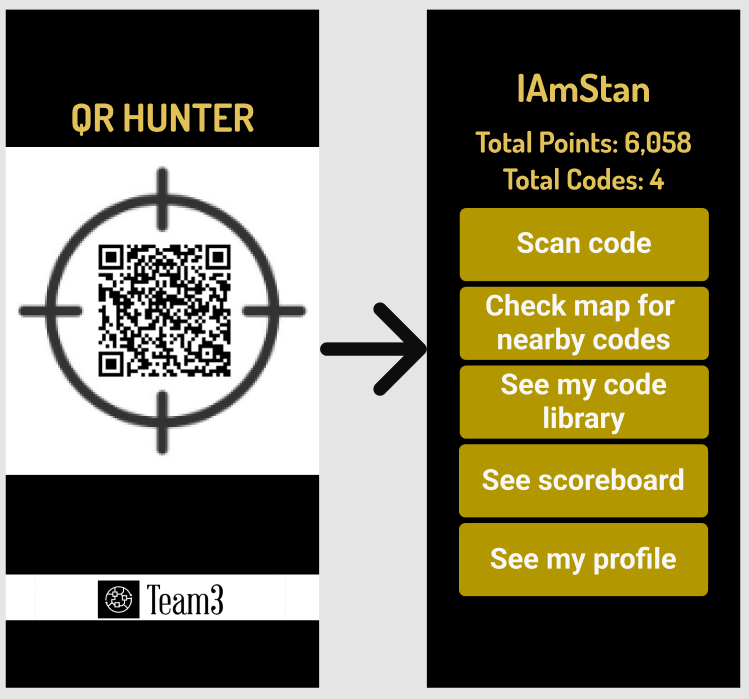 QR HUNTER
Team3
IAmStan
Total Points: 6,058
Total Codes: 4
Scan code
Check map for
nearby codes
See my code
library
See scoreboard
See my profile